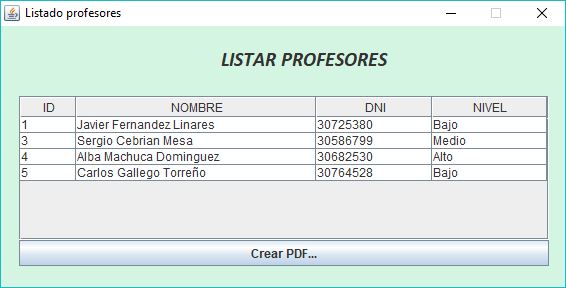 Listado profesores
LISTAR PROFESORES
ID NOMBRE DNI NIVEL
1 Javier Fernandez Linares 30725380 Bajo
3 Sergio Cebrian Mesa 30586799 Medio
4 Alba Machuca Dominguez 30682530 Alto
5 Carlos Gallego Torreño 30764528 Bajo
Crear PDF...